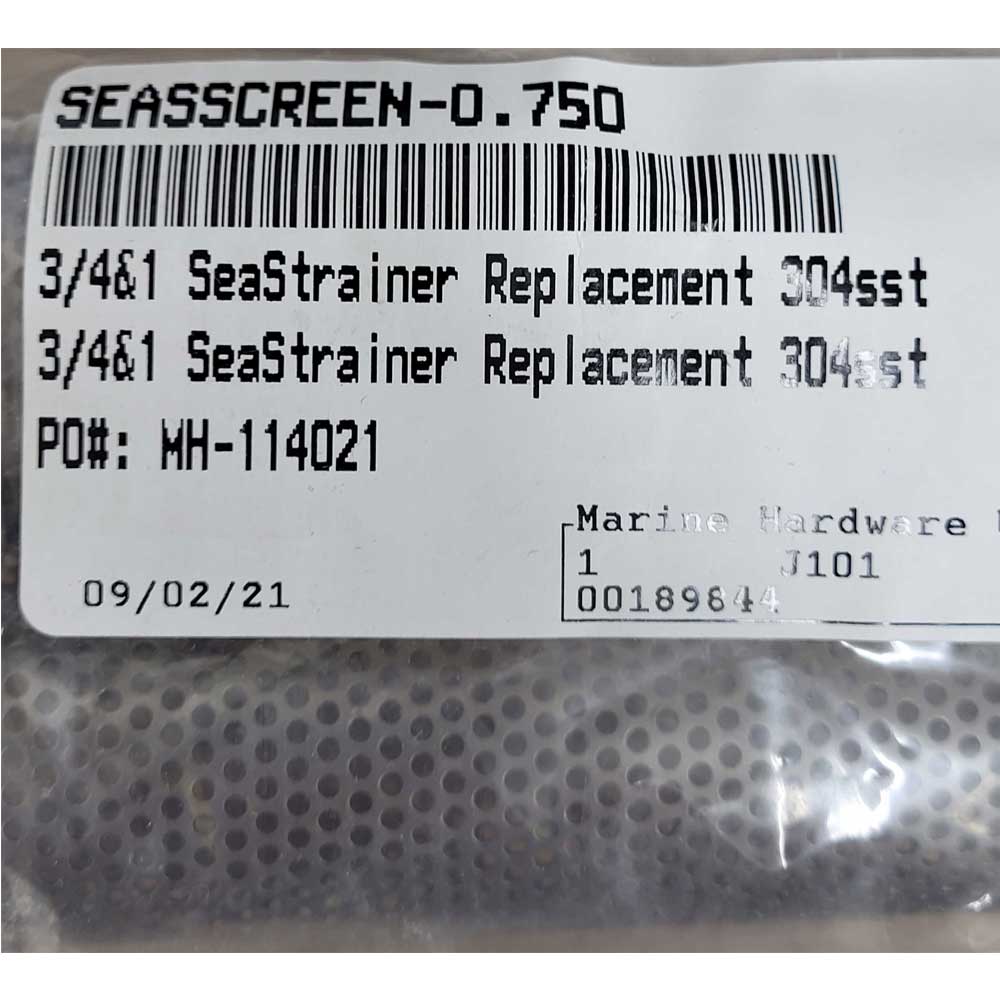 SEASSCREEN-0.750
3/4&1 SeaStrainer Replacement 304sst
3/4&1 SeaStrainer Replacement 304sst
PO#: MH-114021
Marine Hardware
1 J101
09/02/21
00189844